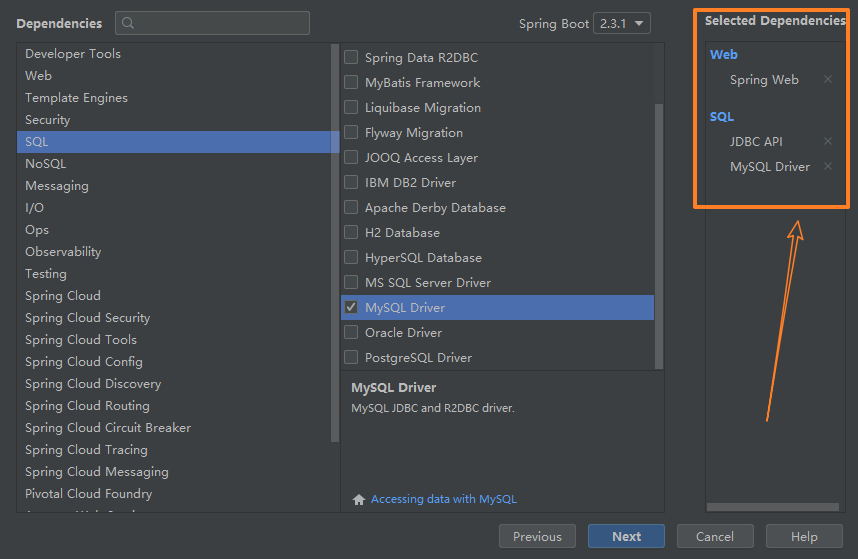 Dependencies
Spring Boot 2.3.1
Selected Dependencies
Developer Tools
Web
Template Engines
Security
SQL
NoSQL
Messaging
I/O
Ops
Observability
Testing
Spring Cloud
Spring Cloud Security
Spring Cloud Tools
Spring Cloud Config
Spring Cloud Discovery
Spring Cloud Routing
Spring Cloud Circuit Breaker
Spring Cloud Tracing
Spring Cloud Messaging
Pivotal Cloud Foundry
Spring Data R2DBC
MyBatis Framework
Liquibase Migration
Flyway Migration
JOOQ Access Layer
IBM DB2 Driver
Apache Derby Database
H2 Database
HyperSQL Database
MS SQL Server Driver
MySQL Driver
Oracle Driver
PostgreSQL Driver
MySQL Driver
MySQL JDBC and R2DBC driver.
Accessing data with MySQL
Web
Spring Web
SQL
JDBC API
MySQL Driver
Previous
Next
Cancel
Help